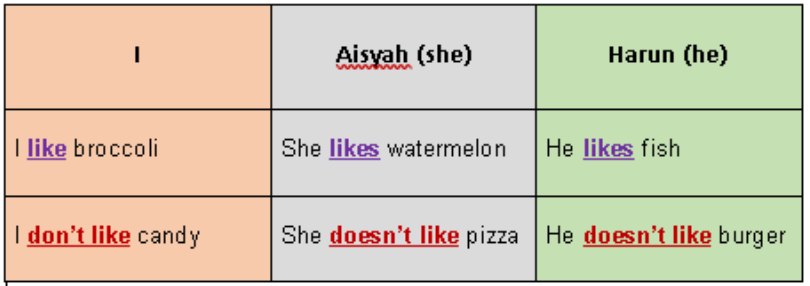 I Aisyah (she) Harun (he)
I like broccoli She likes watermelon He likes fish
I don't like candy She doesn't like pizza He doesn't like burger